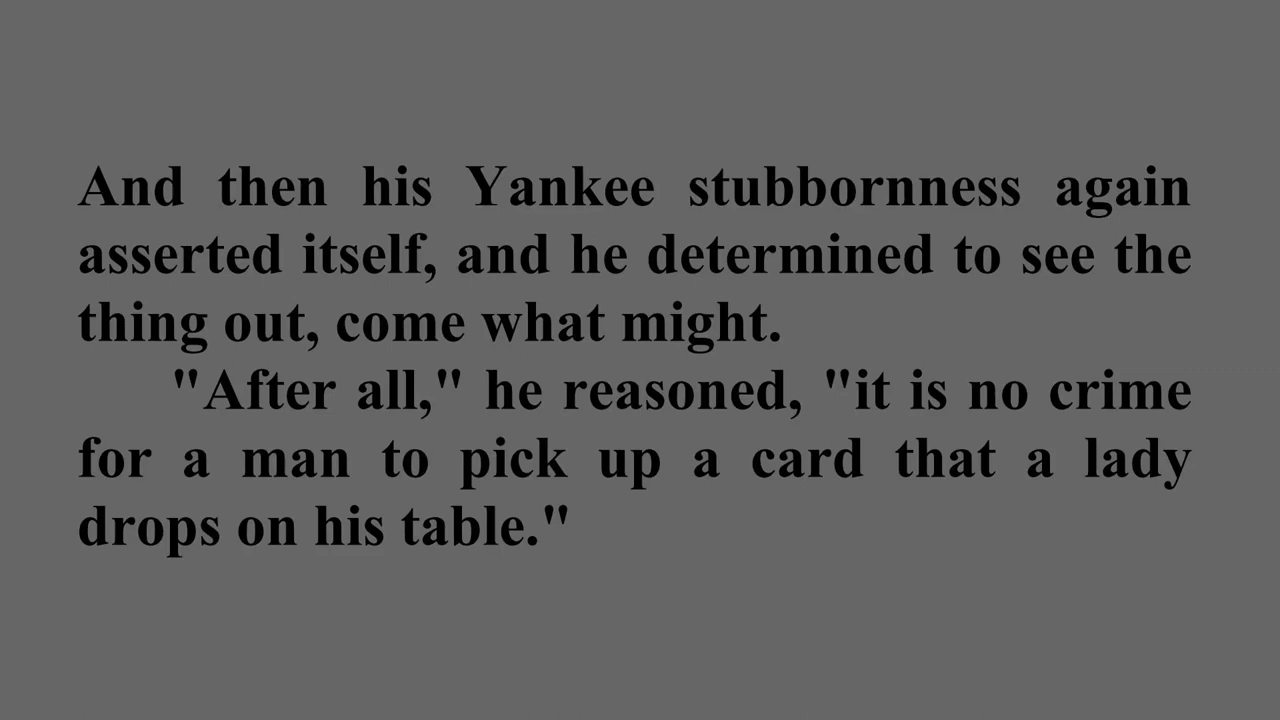 And then his Yankee stubbornness again
asserted itself, and he determined to see the
thing out, come what might.
"After all," he reasoned, "it is no crime
for a man to pick up a card that a lady
drops on his table."